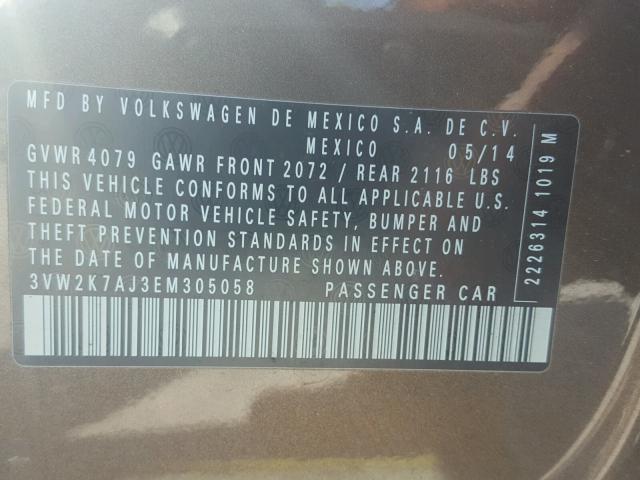 MFD BY VOLKSWAGEN DE MEXICO S.A. DE C.V.
MEXICO 05/14
GVWR 4079 GAWR FRONT 2072 / REAR 2116 LBS
THIS VEHICLE CONFORMS TO ALL APPLICABLE U.S.
FEDERAL MOTOR VEHICLE SAFETY, BUMPER AND
THEFT PREVENTION STANDARDS IN EFFECT ON
THE DATE OF MANUFACTURE SHOWN ABOVE.
3VW2K7AJ3EM305058 PASSENGER CAR
2226314 1019 M